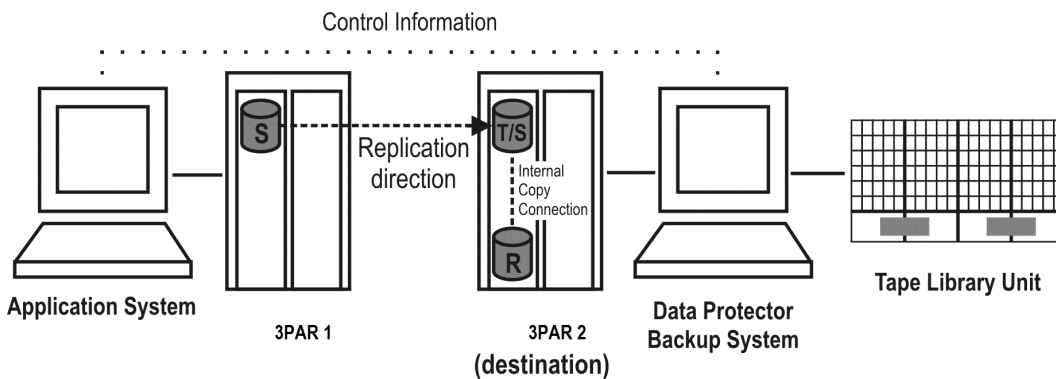 Control Information
S
T/S
Replication
direction
Internal
Copy
Connection
R
Application System
3PAR 1
3PAR 2
(destination)
Data Protector
Backup System
Tape Library Unit